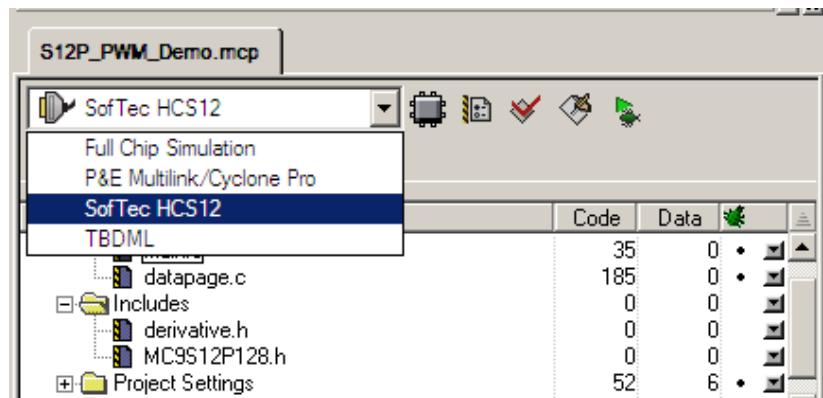 S12P_PWM_Demo.mcp
SofTec HCS12
Full Chip Simulation
P&E Multilink/Cyclone Pro
SofTec HCS12
TBDML
Code Data
35 0
datapage.c 185 0
Includes 0 0
derivative.h 0 0
MC9S12P128.h 0 0
Project Settings 52 6